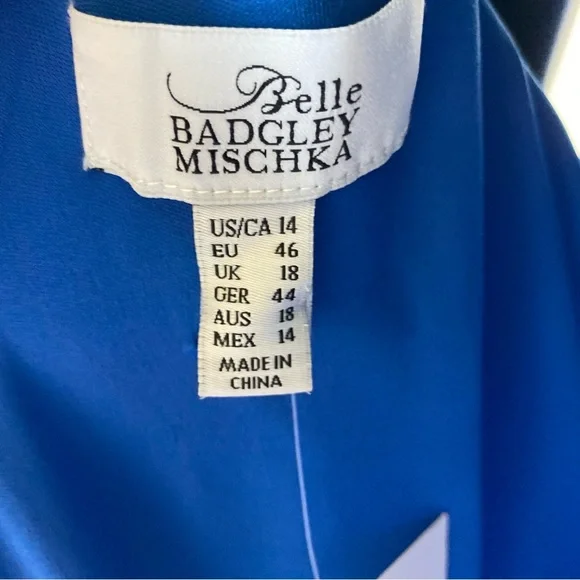 Belle
BADGLEY
MISCHKA
US/CA 14
EU 46
UK 18
GER 44
AUS 18
MEX 14
MADE IN
CHINA